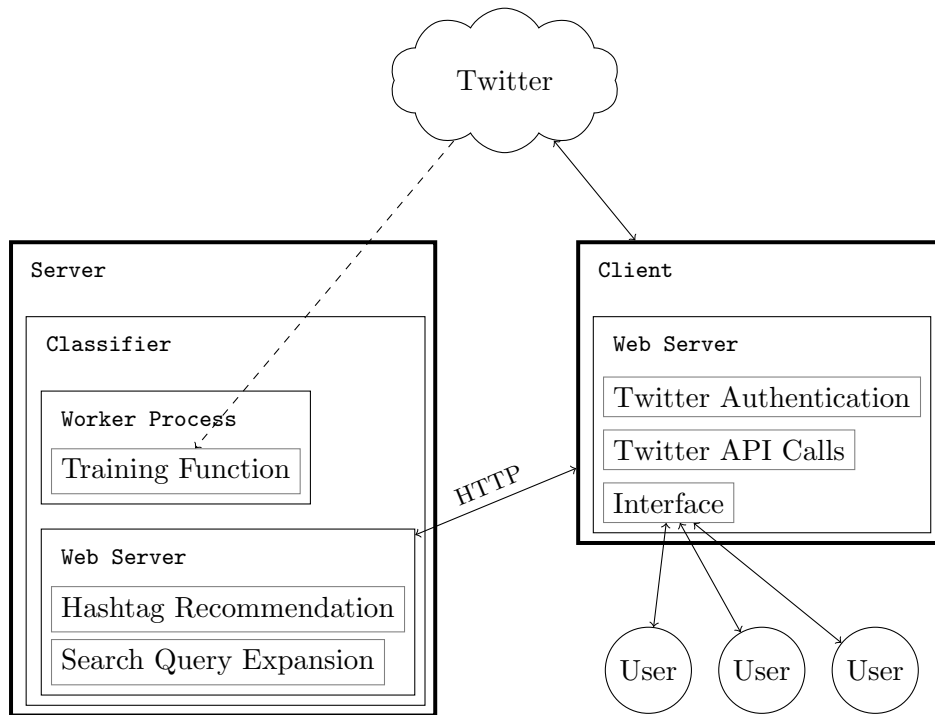 Twitter
Server
Classifier
Worker Process
Training Function
Web Server
Hashtag Recommendation
Search Query Expansion
HTTP
Client
Web Server
Twitter Authentication
Twitter API Calls
Interface
User
User
User